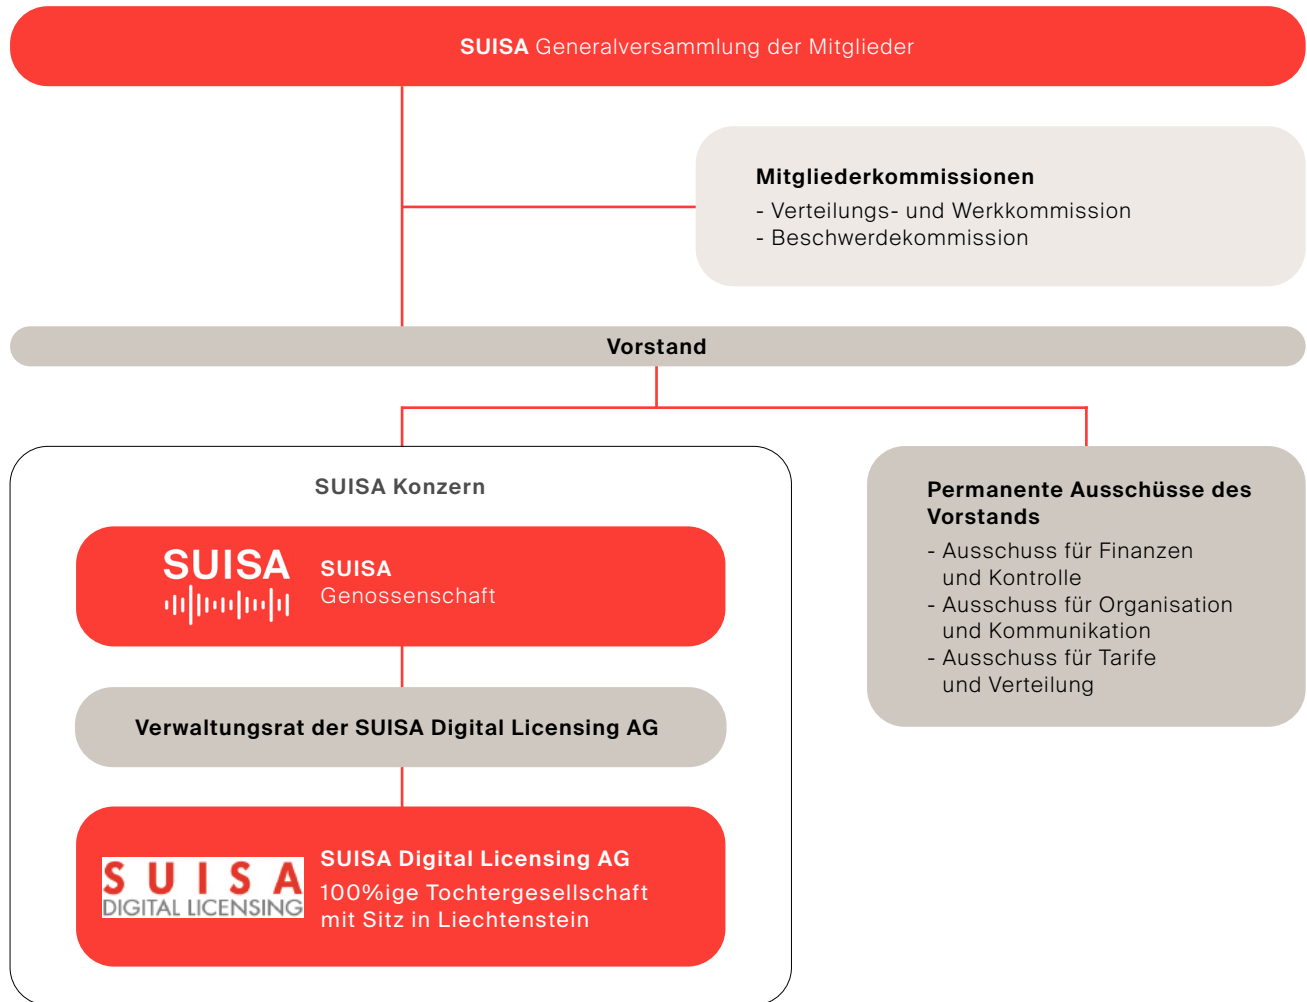 SUISA Generalversammlung der Mitglieder
Mitgliederkommissionen
- Verteilungs- und Werkkommission
- Beschwerdekommission
Vorstand
SUISA Konzern
SUISA
SUISA
Genossenschaft
Verwaltungsrat der SUISA Digital Licensing AG
SUISA
DIGITAL LICENSING
SUISA Digital Licensing AG
100%ige Tochtergesellschaft
mit Sitz in Liechtenstein
Permanente Ausschüsse des
Vorstands
- Ausschuss für Finanzen
und Kontrolle
- Ausschuss für Organisation
und Kommunikation
- Ausschuss für Tarife
und Verteilung